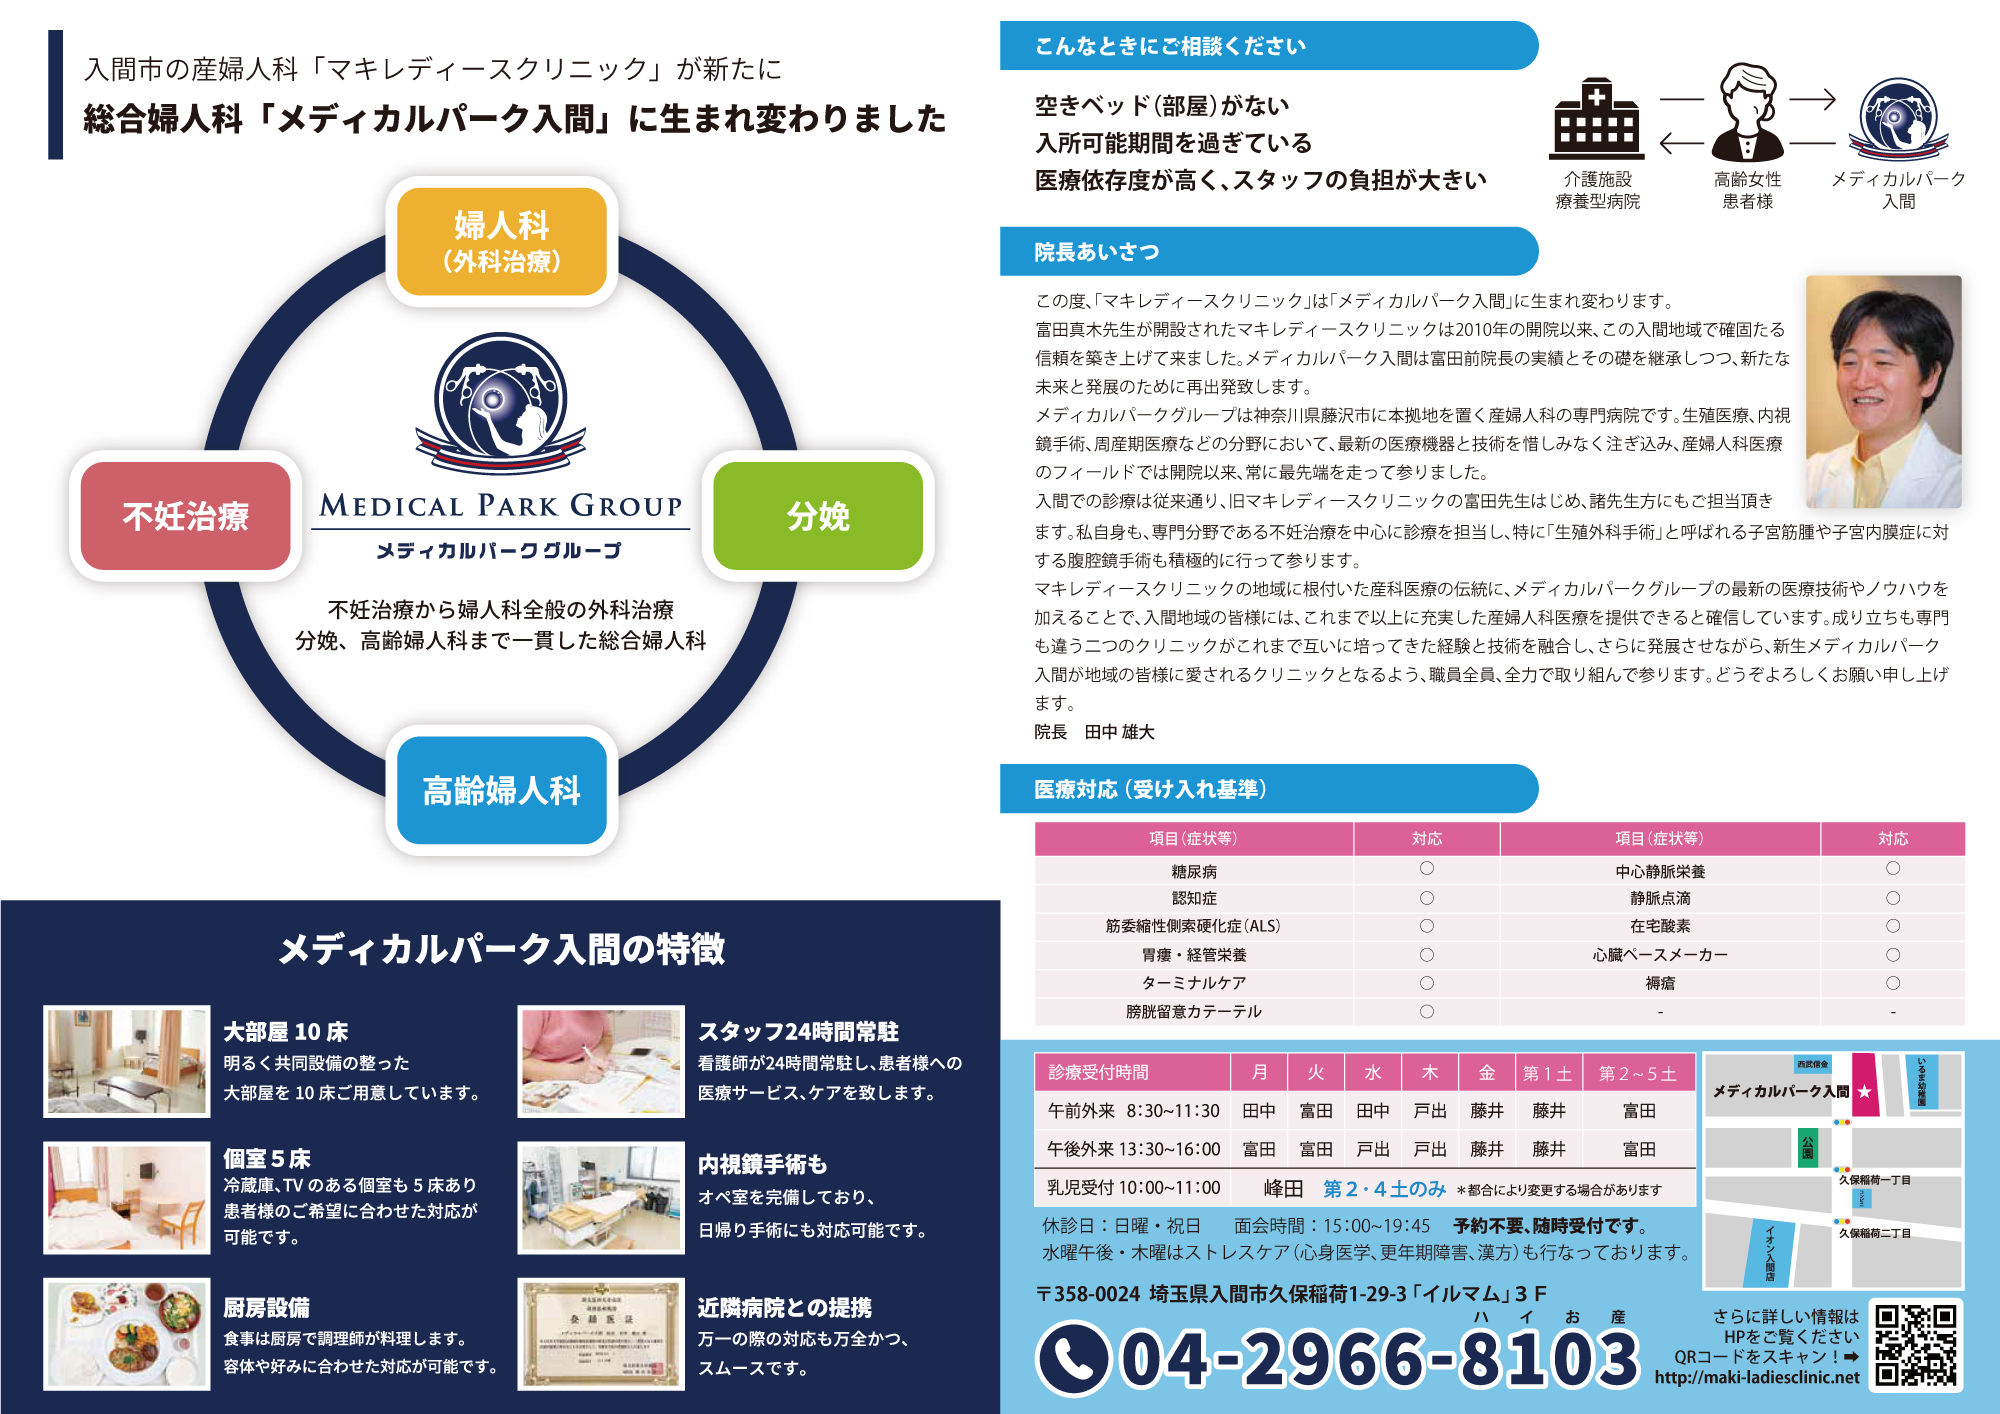 入間市の産婦人科「マキレディースクリニック」が新たに
総合婦人科「メディカルパーク入間」に生まれ変わりました
婦人科
（外科治療）
不妊治療
分娩
高齢婦人科
MEDICAL PARK GROUP
メディカルパークグループ
不妊治療から婦人科全般の外科治療
分娩、高齢婦人科まで一貫した総合婦人科
メディカルパーク入間の特徴
大部屋 10 床
明るく共同設備の整った
大部屋を 10 床ご用意しています。
個室 5 床
冷蔵庫、TV のある個室も 5 床あり
患者様のご希望に合わせた対応が
可能です。
厨房設備
食事は厨房で調理師が料理します。
容体や好みに合わせた対応が可能です。
スタッフ24時間常駐
看護師が24時間常駐し、患者様への
医療サービス、ケアを致します。
内視鏡手術も
オペ室を完備しており、
日帰り手術にも対応可能です。
登録医証
近隣病院との提携
万一の際の対応も万全かつ、
スムースです。
こんなときにご相談ください
空きベッド（部屋）がない
入所可能期間を過ぎている
医療依存度が高く、スタッフの負担が大きい
介護施設
療養型病院
高齢女性
患者様
メディカルパーク
入間
院長あいさつ
この度、「マキレディースクリニック」は「メディカルパーク入間」に生まれ変わります。
富田真木先生が開設されたマキレディースクリニックは2010年の開院以来、この入間地域で確固たる
信頼を築き上げて来ました。メディカルパーク入間は富田前院長の実績とその礎を継承しつつ、新たな
未来と発展のために再出発致します。
メディカルパークグループは神奈川県藤沢市に本拠地を置く産婦人科の専門病院です。生殖医療、内視
鏡手術、周産期医療などの分野において、最新の医療機器と技術を惜しみなく注ぎ込み、産婦人科医療
のフィールドでは開院以来、常に最先端を走って参りました。
入間での診療は従来通り、旧マキレディースクリニックの富田先生はじめ、諸先生方にもご担当頂き
ます。私自身も、専門分野である不妊治療を中心に診療を担当し、特に「生殖外科手術」と呼ばれる子宮筋腫や子宮内膜症に対
する腹腔鏡手術も積極的に行って参ります。
マキレディースクリニックの地域に根付いた産科医療の伝統に、メディカルパークグループの最新の医療技術やノウハウを
加えることで、入間地域の皆様には、これまで以上に充実した産婦人科医療を提供できると確信しています。成り立ちも専門
も違う二つのクリニックがこれまで互いに培ってきた経験と技術を融合し、さらに発展させながら、新生メディカルパーク
入間が地域の皆様に愛されるクリニックとなるよう、職員全員、全力で取り組んで参ります。どうぞよろしくお願い申し上げ
ます。
院長　田中 雄大
医療対応（受け入れ基準）
項目（症状等） 対応 項目（症状等） 対応
糖尿病 ○ 中心静脈栄養 ○
認知症 ○ 静脈点滴 ○
筋委縮性側索硬化症（ALS） ○ 在宅酸素 ○
胃瘻・経管栄養 ○ 心臓ペースメーカー ○
ターミナルケア ○ 褥瘡 ○
膀胱留意カテーテル ○ - -
診療受付時間 月 火 水 木 金 第1土 第2～5土
午前外来 8:30~11:30 田中 富田 田中 戸出 藤井 藤井 富田
午後外来 13:30~16:00 富田 富田 戸出 戸出 藤井 藤井 富田
乳児受付 10:00~11:00 峰田 第2・4土のみ ＊都合により変更する場合があります
休診日：日曜・祝日 面会時間：15:00~19:45 予約不要、随時受付です。
水曜午後・木曜はストレスケア（心身医学、更年期障害、漢方）も行なっております。
〒358-0024 埼玉県入間市久保稲荷1-29-3「イルマム」3 F
ハ イ お 産
04-2966-8103
西武信金
メディカルパーク入間
いるま幼稚園
公園
久保稲荷一丁目
久保稲荷二丁目
イオン入間店
さらに詳しい情報は
HPをご覧ください
QRコードをスキャン！➡
http://maki-ladiesclinic.net